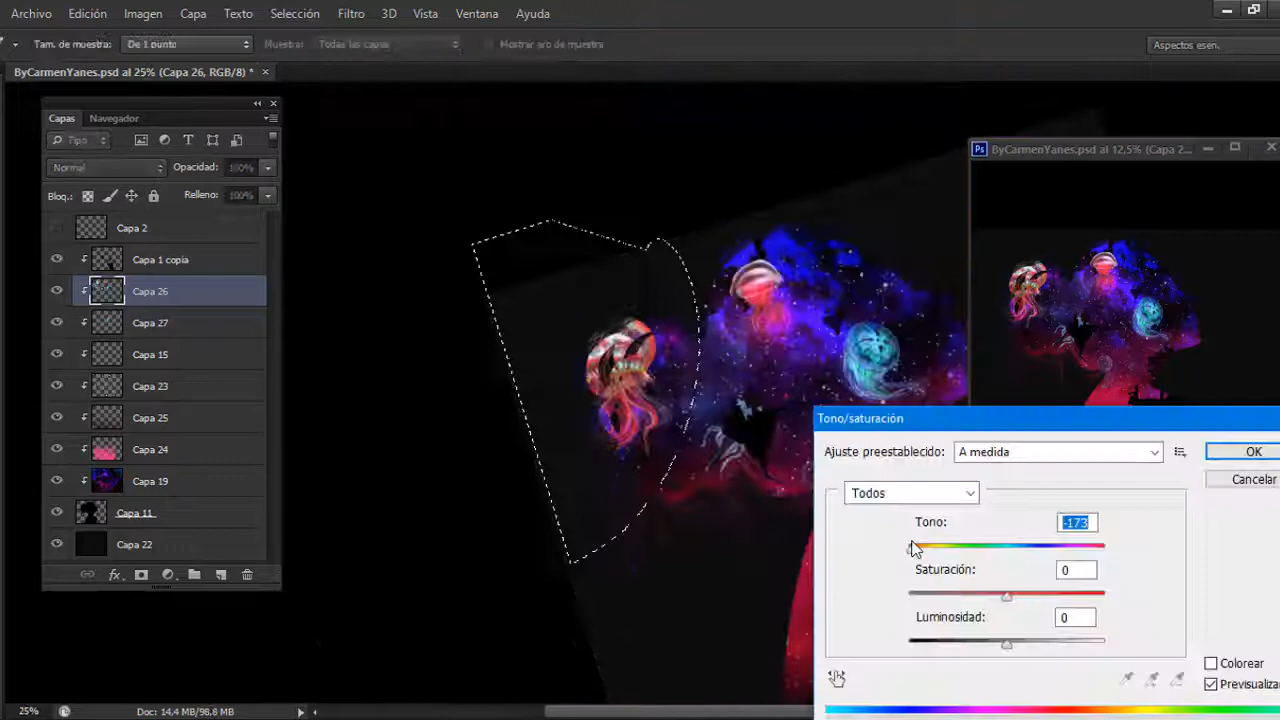 Archivo Edición Imagen Capa Texto Selección Filtro 3D Vista Ventana Ayuda
Tam. de muestra: De 1 punto Muestra: Todas las capas Mostrar aro de muestra Aspectos esen.
ByCarmenYanes.psd al 25% (Capa 26, RGB/8) * ×
Capas Navegador
Tipo
Normal Opacidad: 100%
Bloq.: Relleno: 100%
Capa 2
Capa 1 copia
Capa 26
Capa 27
Capa 15
Capa 23
Capa 25
Capa 24
Capa 19
Capa 11
Capa 22
Ps ByCarmenYanes.psd al 12,5% (Capa 2...
Tono/saturación
Ajuste preestablecido: A medida OK
Cancelar
Todos
Tono: -173
Saturación: 0
Luminosidad: 0
Colorear
Previsualiza
25% Doc: 14.4 MB/98.8 MB